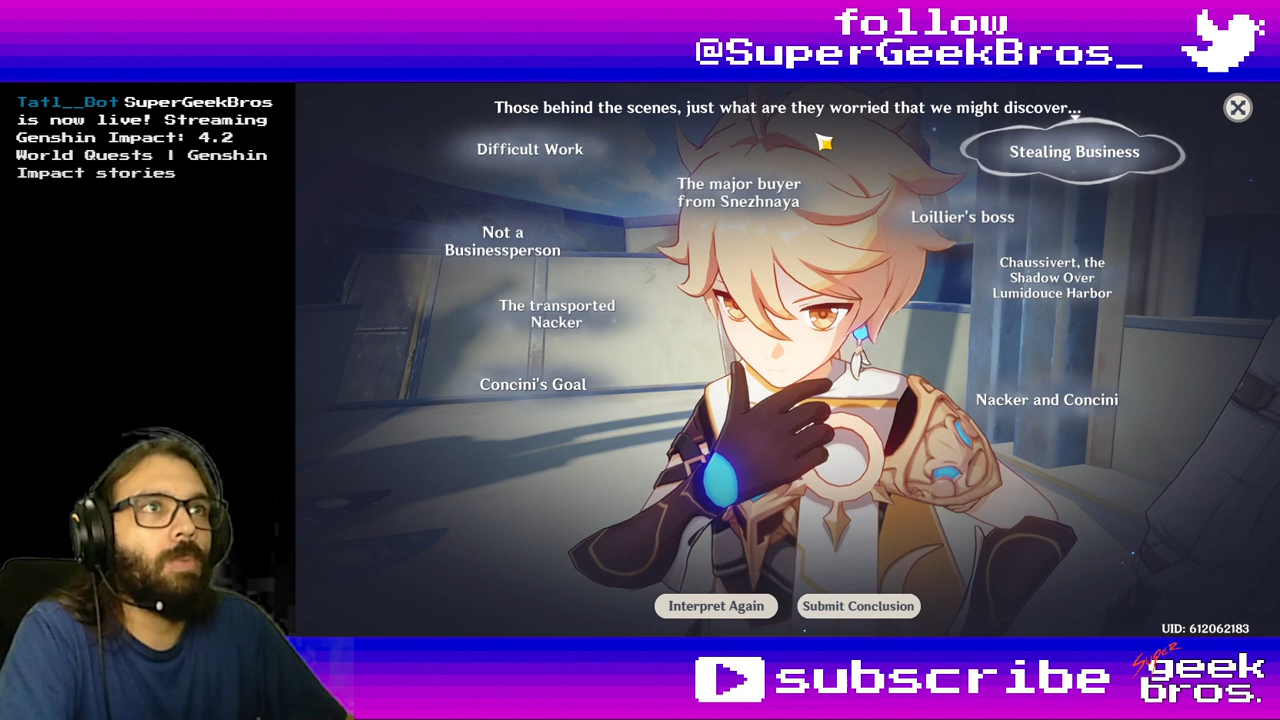 follow
@SuperGeekBros_
Tatl__Bot SuperGeekBros
is now live! Streaming
Genshin Impact: 4.2
World Quests | Genshin
Impact stories
Those behind the scenes, just what are they worried that we might discover...
Difficult Work
Stealing Business
The major buyer
from Snezhnaya
Loillier's boss
Not a
Businessperson
Chaussivert, the
Shadow Over
Lumidouce Harbor
The transported
Nacker
Concini's Goal
Nacker and Concini
Interpret Again
Submit Conclusion
UID: 612062183
subscribe
Super
geek
bros.